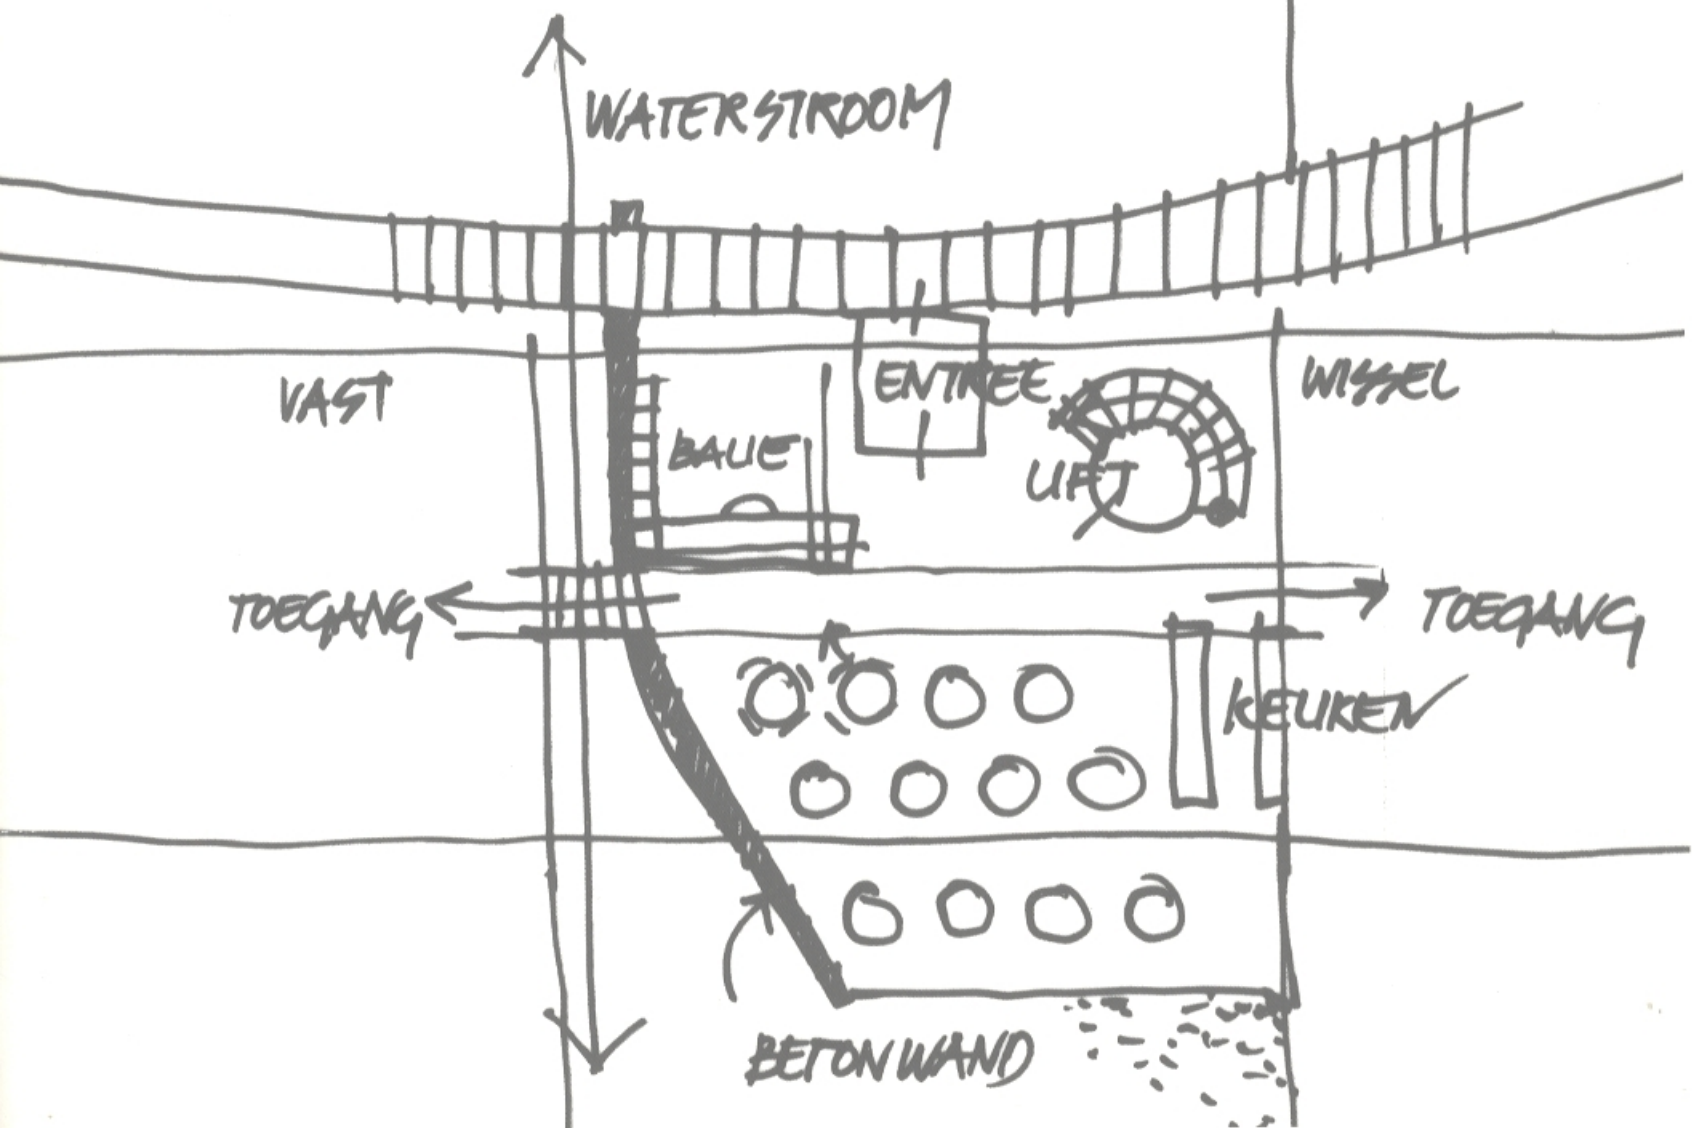 WATERSTROOM
VAST
ENTREE
WISSEL
BALIE
LIFT
TOEGANG
TOEGANG
KEUKEN
BETONWAND